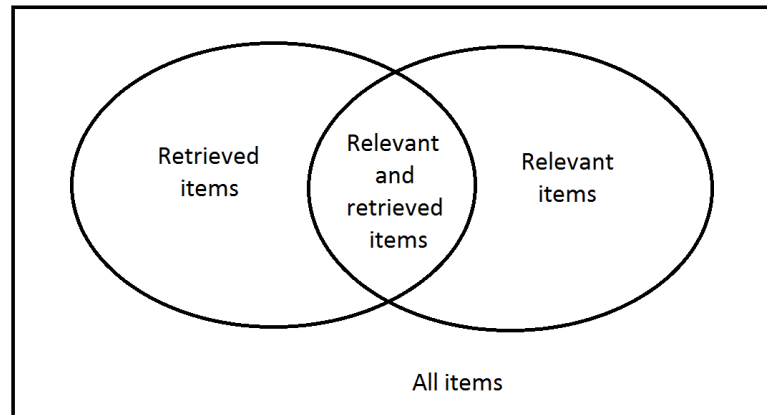 Retrieved
items
Relevant
and
retrieved
items
Relevant
items
All items